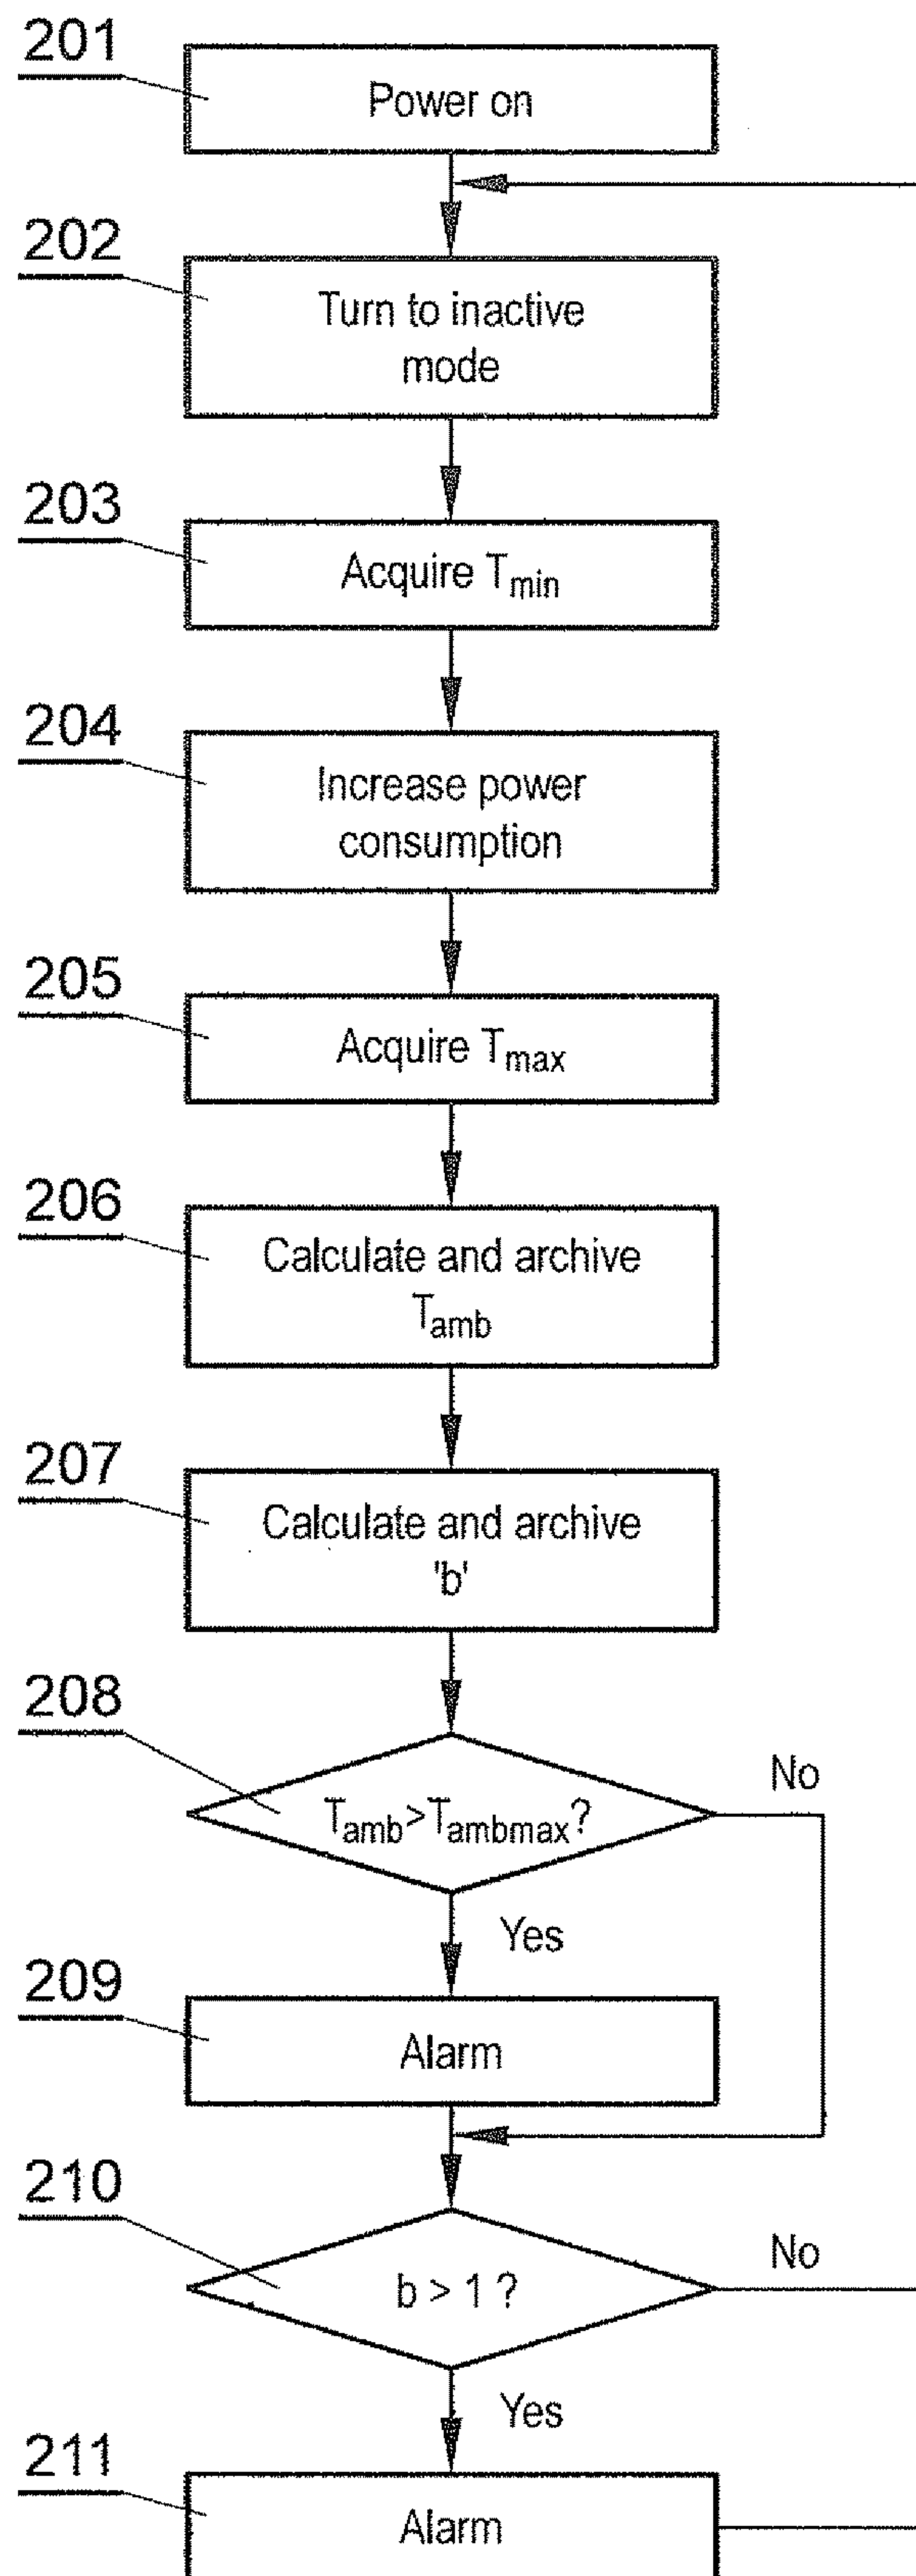 201
Power on
202
Turn to inactive
mode
203
Acquire Tmin
204
Increase power
consumption
205
Acquire Tmax
206
Calculate and archive
Tamb
207
Calculate and archive
'b'
208
Tamb>Tambmax?
No
Yes
209
Alarm
210
b > 1 ?
No
Yes
211
Alarm